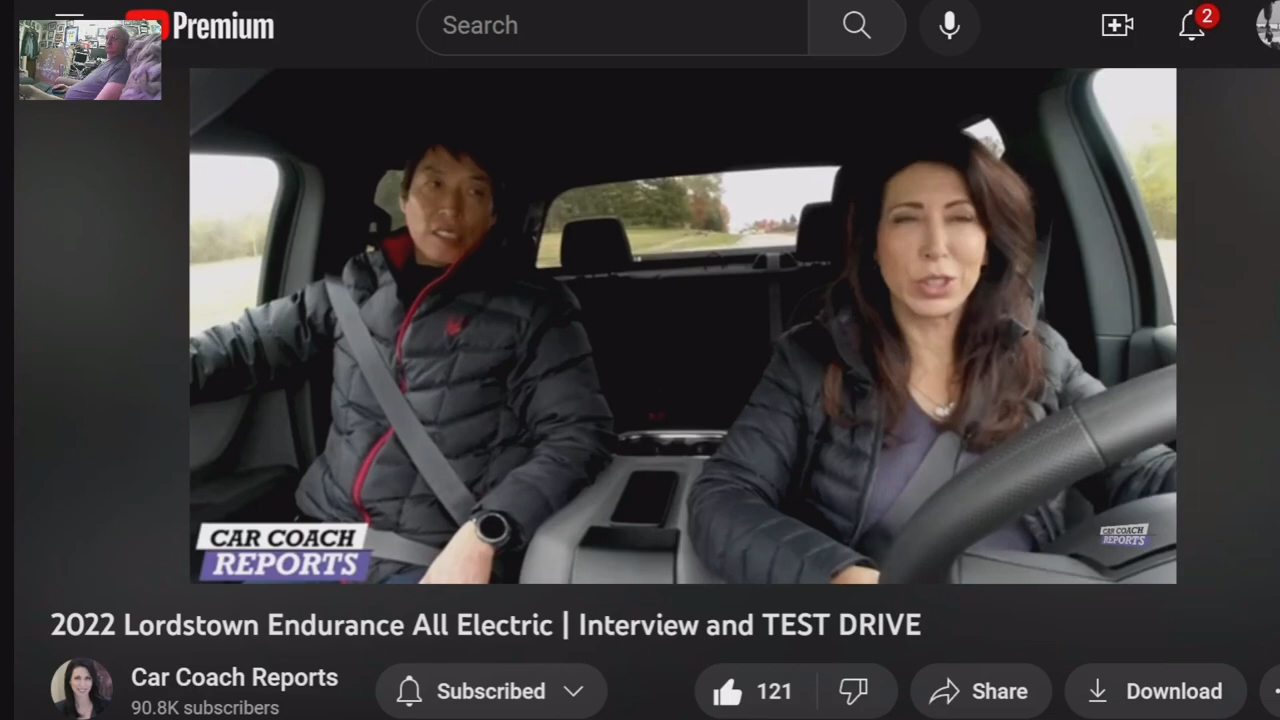 Premium
Search
2
CAR COACH
REPORTS
CAR COACH
REPORTS
2022 Lordstown Endurance All Electric | Interview and TEST DRIVE
Car Coach Reports
90.8K subscribers
Subscribed
121
Share
Download